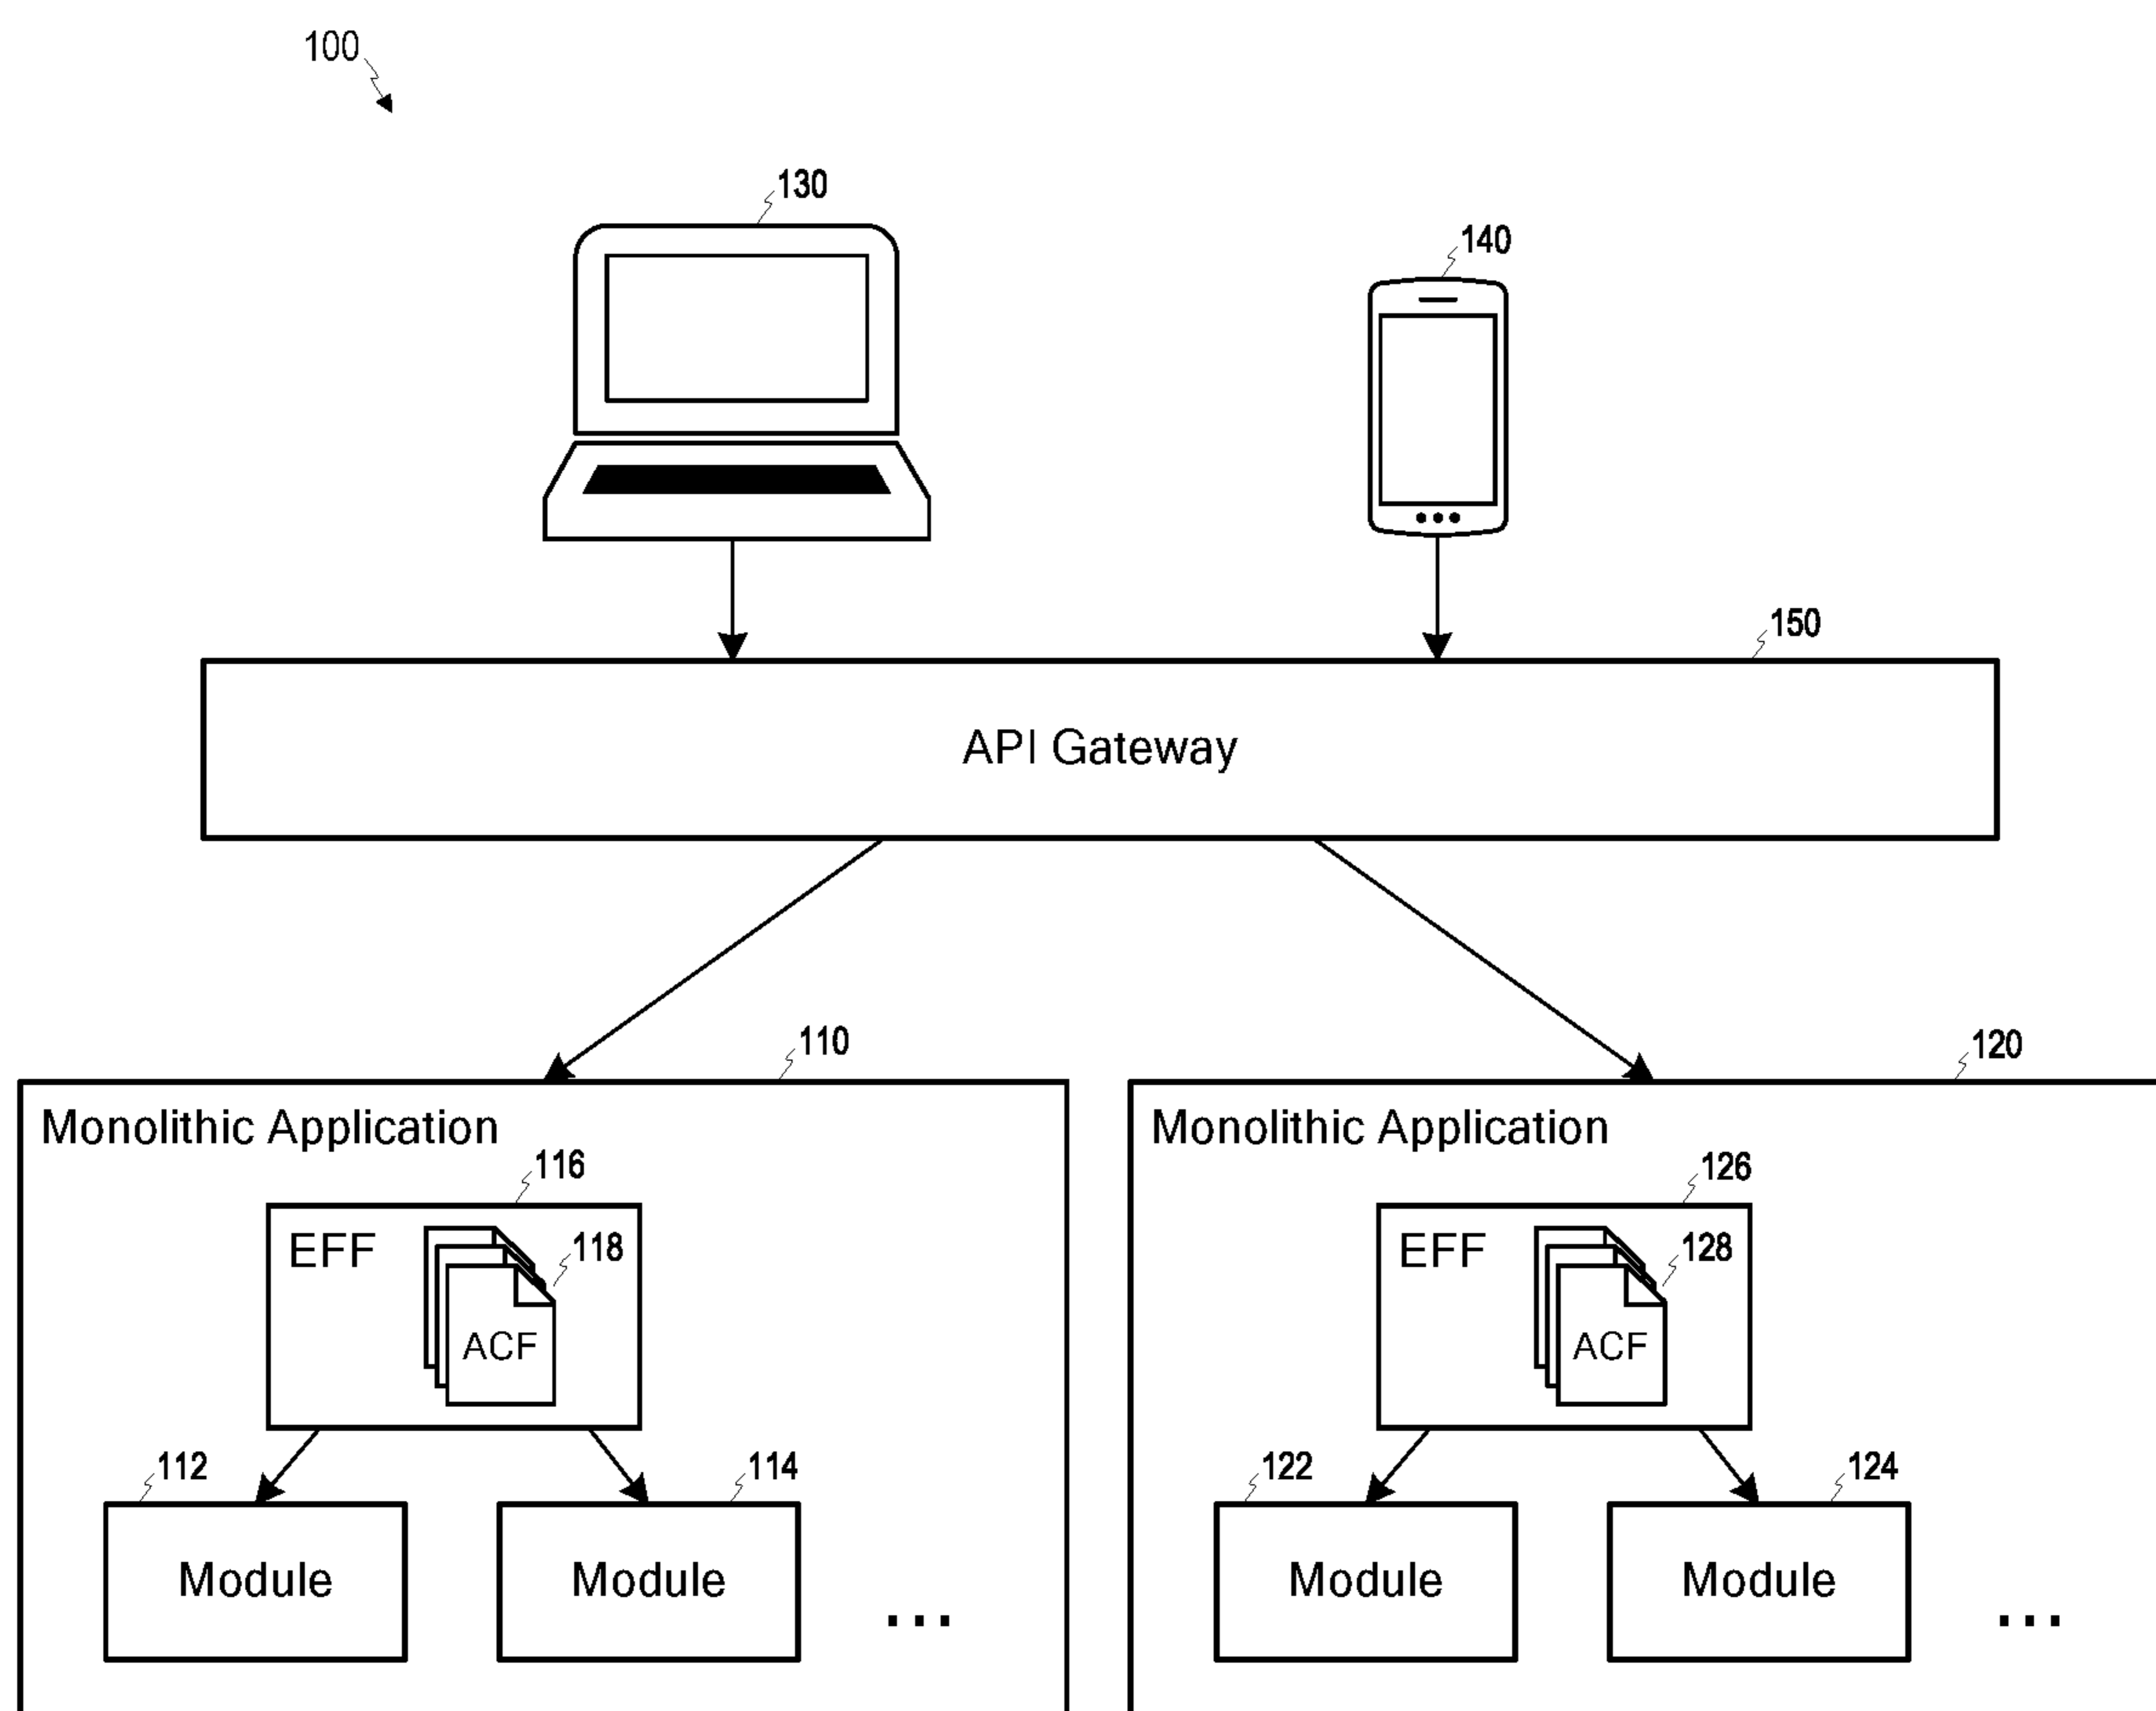 100
130
140
150
API Gateway
110
120
Monolithic Application
Monolithic Application
116
126
EFF
118
EFF
128
ACF
ACF
112
114
122
124
Module
Module
...
Module
Module
...